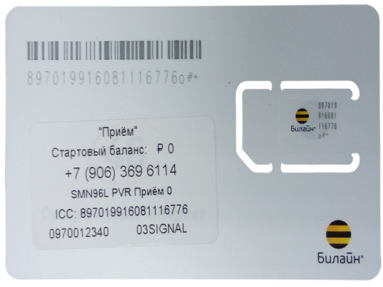 897019916081116776o#*
"Приём"
Стартовый баланс: ₽ 0
+7 (906) 369 6114
SMN96L PVR Приём 0
ICC: 897019916081116776
0970012340 03SIGNAL
897019
916081
116776
o#*
Билайн
Билайн